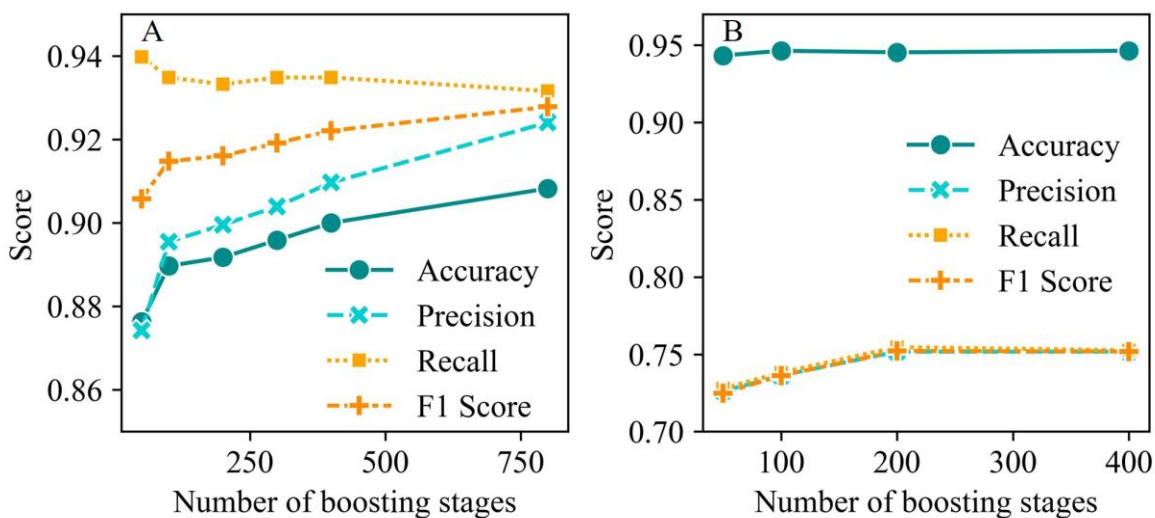 A
Score
0.94
0.92
0.90
0.88
0.86
Accuracy
Precision
Recall
F1 Score
250
500
750
Number of boosting stages
B
Score
0.95
0.90
0.85
0.80
0.75
0.70
Accuracy
Precision
Recall
F1 Score
100
200
300
400
Number of boosting stages